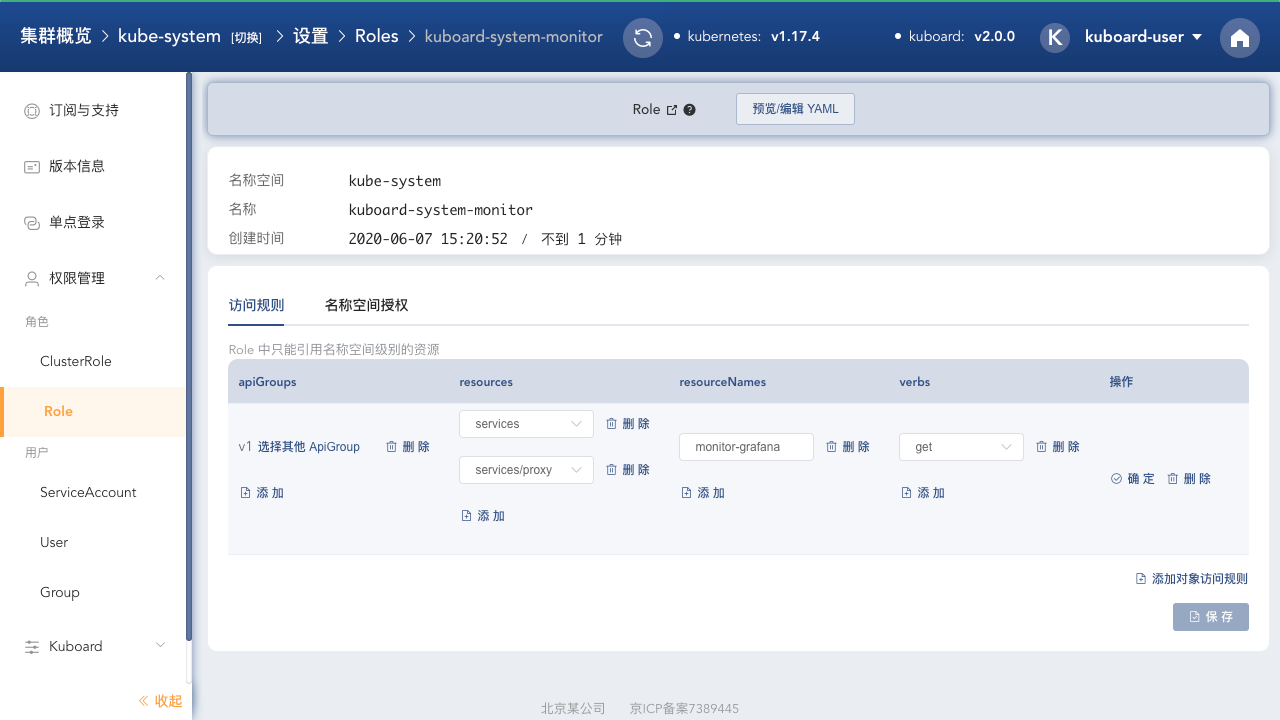 集群概览 > kube-system [切换] > 设置 > Roles > kuboard-system-monitor
kubernetes: v1.17.4
kuboard: v2.0.0
K kuboard-user
订阅与支持
版本信息
单点登录
权限管理
角色
ClusterRole
Role
用户
ServiceAccount
User
Group
Kuboard
收起
Role 预览/编辑 YAML
名称空间 kube-system
名称 kuboard-system-monitor
创建时间 2020-06-07 15:20:52 / 不到 1 分钟
访问规则 名称空间授权
Role 中只能引用名称空间级别的资源
apiGroups resources resourceNames verbs 操作
services 删 除
v1 选择其他 ApiGroup 删 除 monitor-grafana 删 除 get 删 除
services/proxy 删 除
确 定 删 除
添 加 添 加 添 加
添 加
添加对象访问规则
保 存
北京某公司 京ICP备案7389445